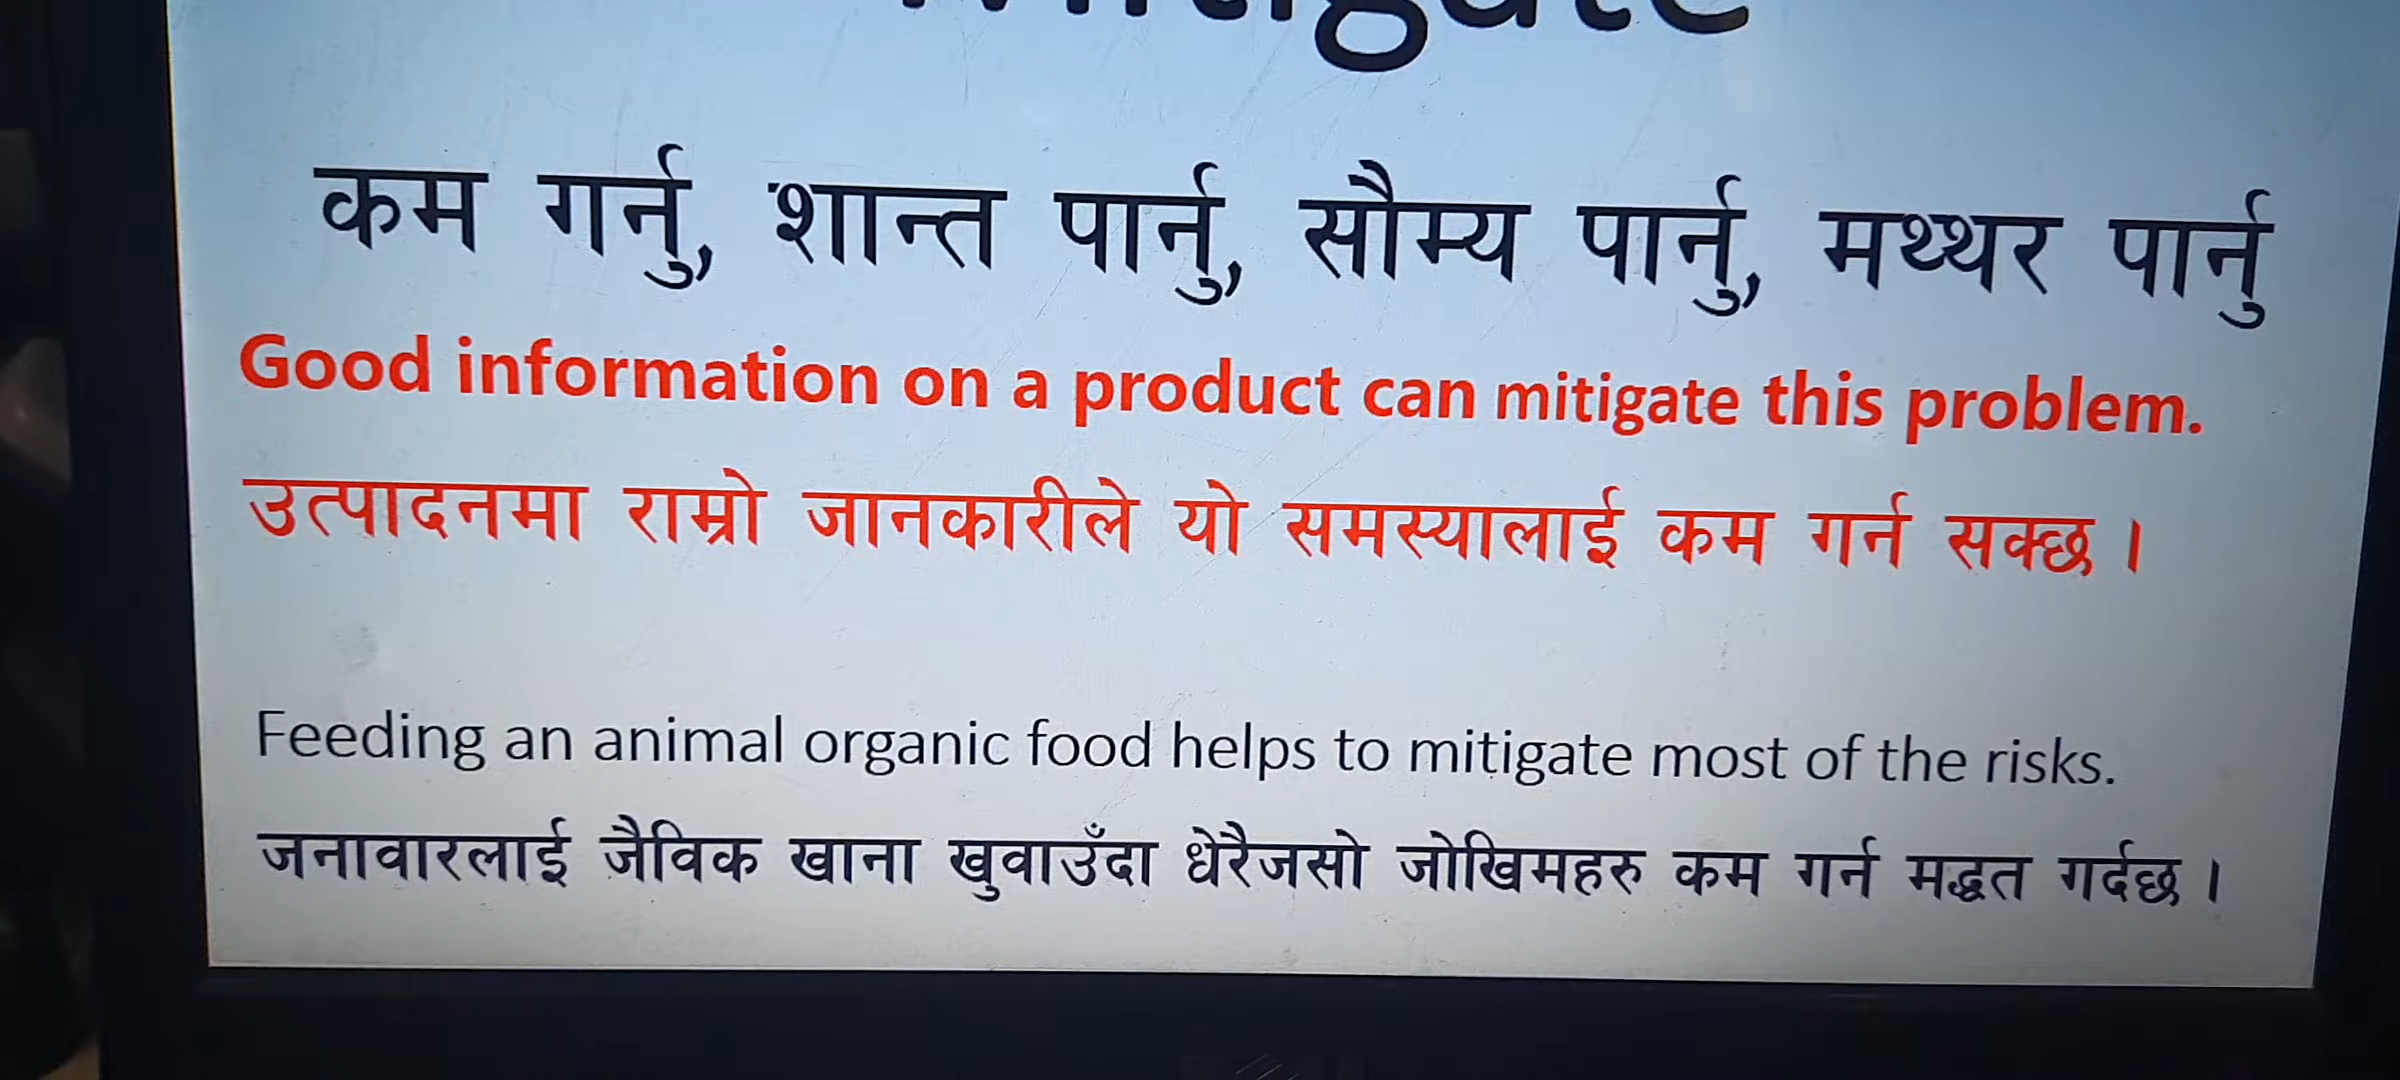 कम गर्नु, शान्त पार्नु, सौम्य पार्नु, मथ्थर पार्नु
Good information on a product can mitigate this problem.
उत्पादनमा राम्रो जानकारीले यो समस्यालाई कम गर्न सक्छ ।
Feeding an animal organic food helps to mitigate most of the risks.
जनावारलाई जैविक खाना खुवाउँदा धेरैजसो जोखिमहरु कम गर्न मद्धत गर्दछ ।